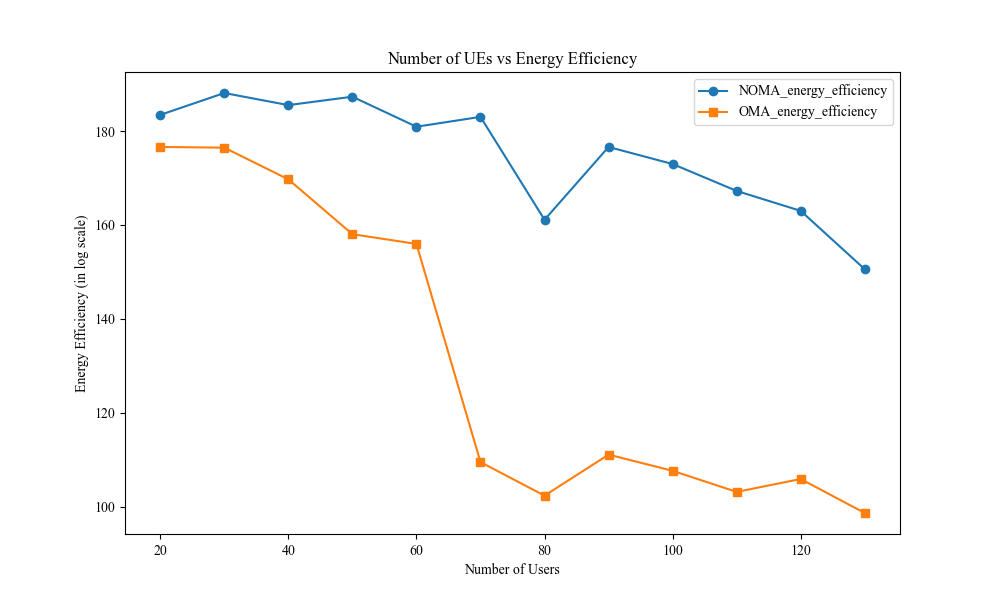 Number of UEs vs Energy Efficiency
NOMA_energy_efficiency
OMA_energy_efficiency
Energy Efficiency (in log scale)
180
160
140
120
100
20 40 60 80 100 120
Number of Users